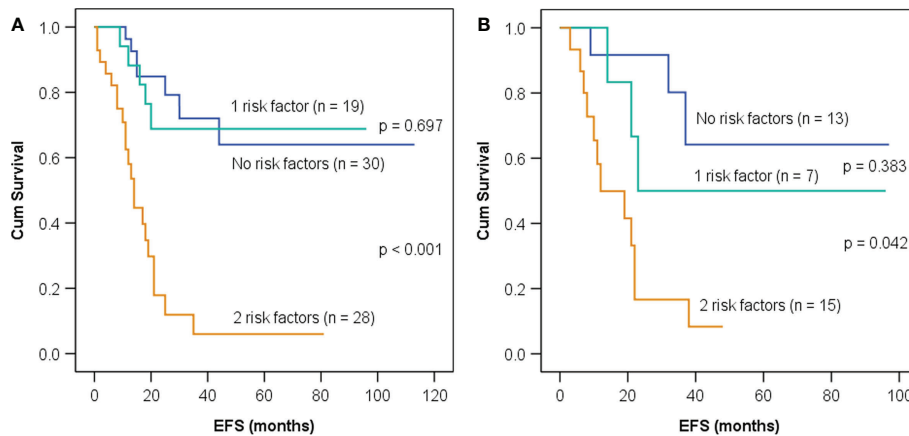 A
Cum Survival
1.0
0.8
0.6
0.4
0.2
0.0
1 risk factor (n = 19)
p = 0.697
No risk factors (n = 30)
p < 0.001
2 risk factors (n = 28)
0 20 40 60 80 100 120
EFS (months)
B
Cum Survival
1.0
0.8
0.6
0.4
0.2
0.0
No risk factors (n = 13)
p = 0.383
1 risk factor (n = 7)
p = 0.042
2 risk factors (n = 15)
0 20 40 60 80 100
EFS (months)